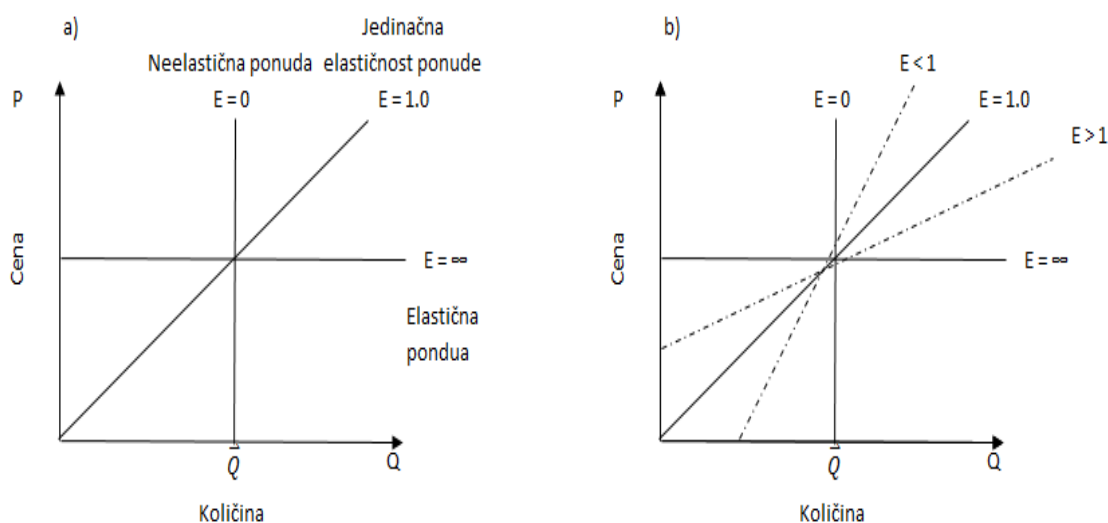 a)
Jedinačna
Neelastična ponuda elastičnost ponude
P
E = 0
E = 1.0
Cena
E = ∞
Elastična
pondua
Q̄
Q
Količina
b)
E < 1
P
E = 0
E = 1.0
E > 1
Cena
E = ∞
Q̄
Q
Količina